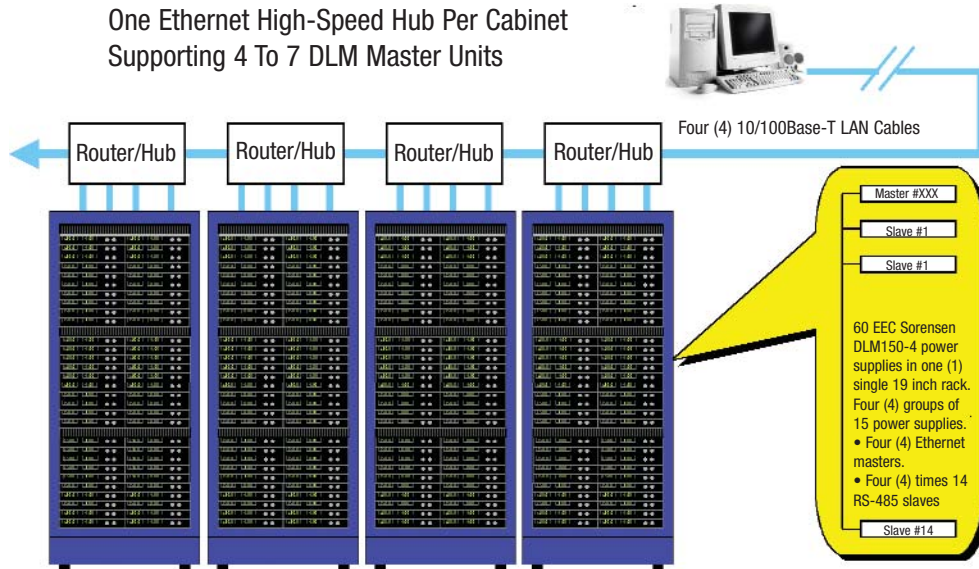 One Ethernet High-Speed Hub Per Cabinet
Supporting 4 To 7 DLM Master Units
Four (4) 10/100Base-T LAN Cables
Router/Hub
Router/Hub
Router/Hub
Router/Hub
Master #XXX
Slave #1
Slave #1
60 EEC Sorensen
DLM150-4 power
supplies in one (1)
single 19 inch rack.
Four (4) groups of
15 power supplies.
• Four (4) Ethernet
masters.
• Four (4) times 14
RS-485 slaves
Slave #14